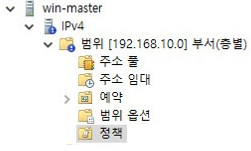 win-master
IPv4
범위 [192.168.10.0] 부서(층별)
주소 풀
주소 임대
예약
범위 옵션
정책